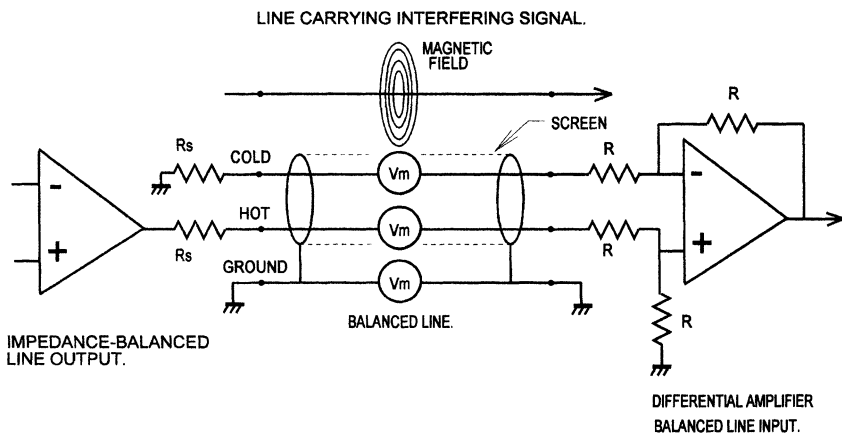 LINE CARRYING INTERFERING SIGNAL.
MAGNETIC
FIELD
R
SCREEN
Rs
COLD
Vm
R
-
-
HOT
Vm
+
+
Rs
R
GROUND
Vm
R
BALANCED LINE.
IMPEDANCE-BALANCED
LINE OUTPUT.
DIFFERENTIAL AMPLIFIER
BALANCED LINE INPUT.